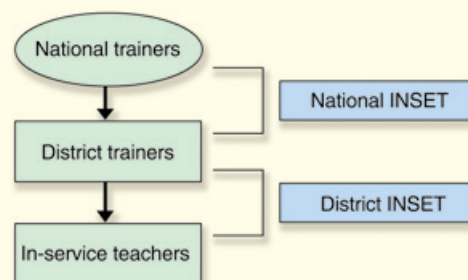 National trainers
National INSET
District trainers
District INSET
In-service teachers